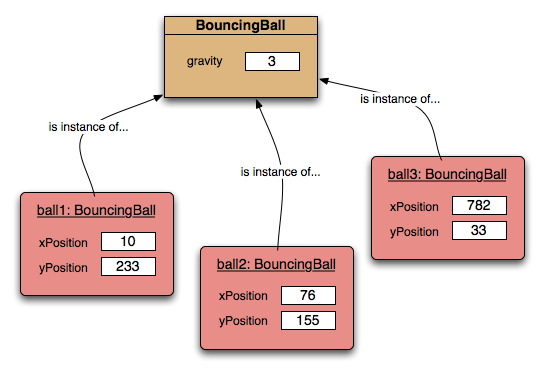 BouncingBall
gravity 3
is instance of...
is instance of...
is instance of...
ball1: BouncingBall
xPosition 10
yPosition 233
ball2: BouncingBall
xPosition 76
yPosition 155
ball3: BouncingBall
xPosition 782
yPosition 33